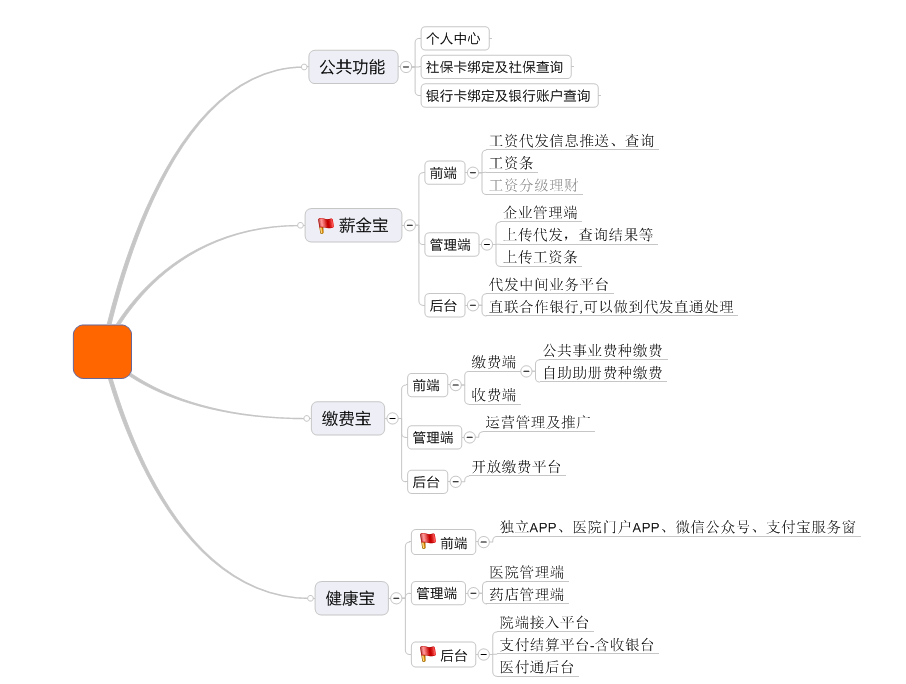 公共功能
个人中心
社保卡绑定及社保查询
银行卡绑定及银行账户查询
薪金宝
前端
工资代发信息推送、查询
工资条
工资分级理财
管理端
企业管理端
上传代发，查询结果等
上传工资条
后台
代发中间业务平台
直联合作银行,可以做到代发直通处理
缴费宝
前端
缴费端
公共事业费种缴费
自助助册费种缴费
收费端
管理端
运营管理及推广
后台
开放缴费平台
健康宝
前端
独立APP、医院门户APP、微信公众号、支付宝服务窗
管理端
医院管理端
药店管理端
后台
院端接入平台
支付结算平台-含收银台
医付通后台